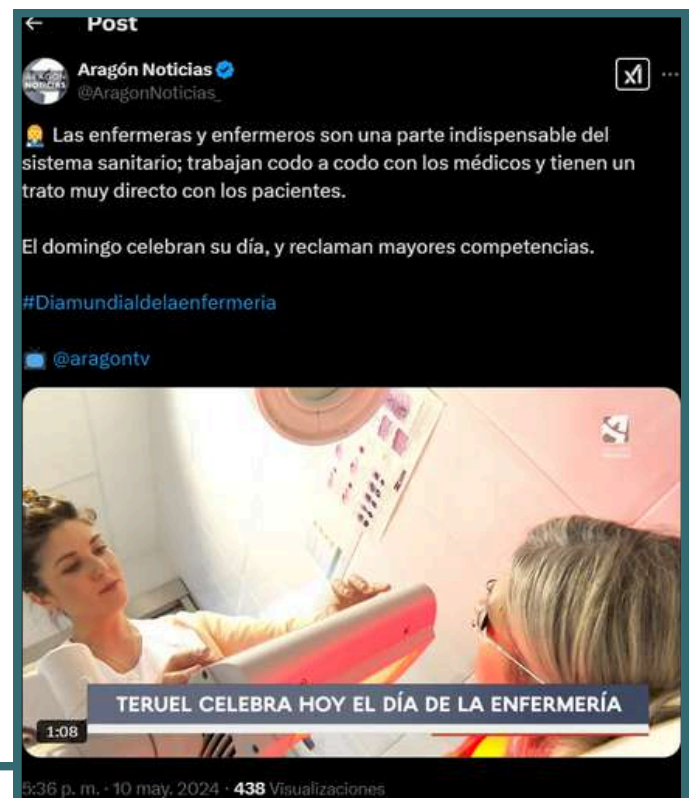 Post
Aragón Noticias
ARAGÓN
NOTICIAS
@AragonNoticias_
Las enfermeras y enfermeros son una parte indispensable del
sistema sanitario; trabajan codo a codo con los médicos y tienen un
trato muy directo con los pacientes.
El domingo celebran su día, y reclaman mayores competencias.
#Diamundialdelaenfermeria
@aragontv
TERUEL CELEBRA HOY EL DÍA DE LA ENFERMERÍA
1:08
5:36 p. m. · 10 may. 2024 · 438 Visualizaciones